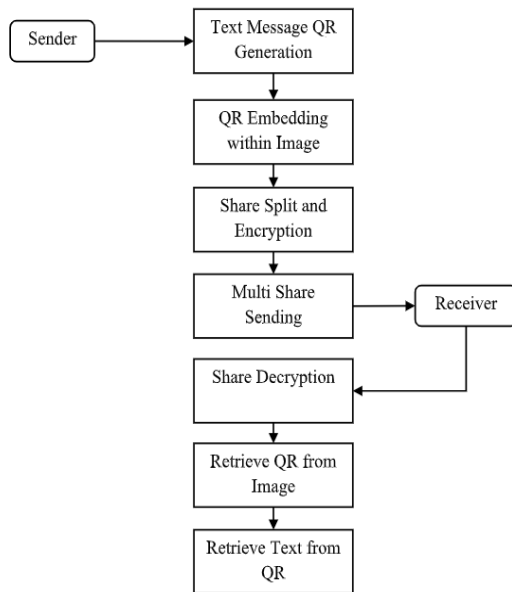 Sender
Text Message QR
Generation
QR Embedding
within Image
Share Split and
Encryption
Multi Share
Sending
Receiver
Share Decryption
Retrieve QR from
Image
Retrieve Text from
QR